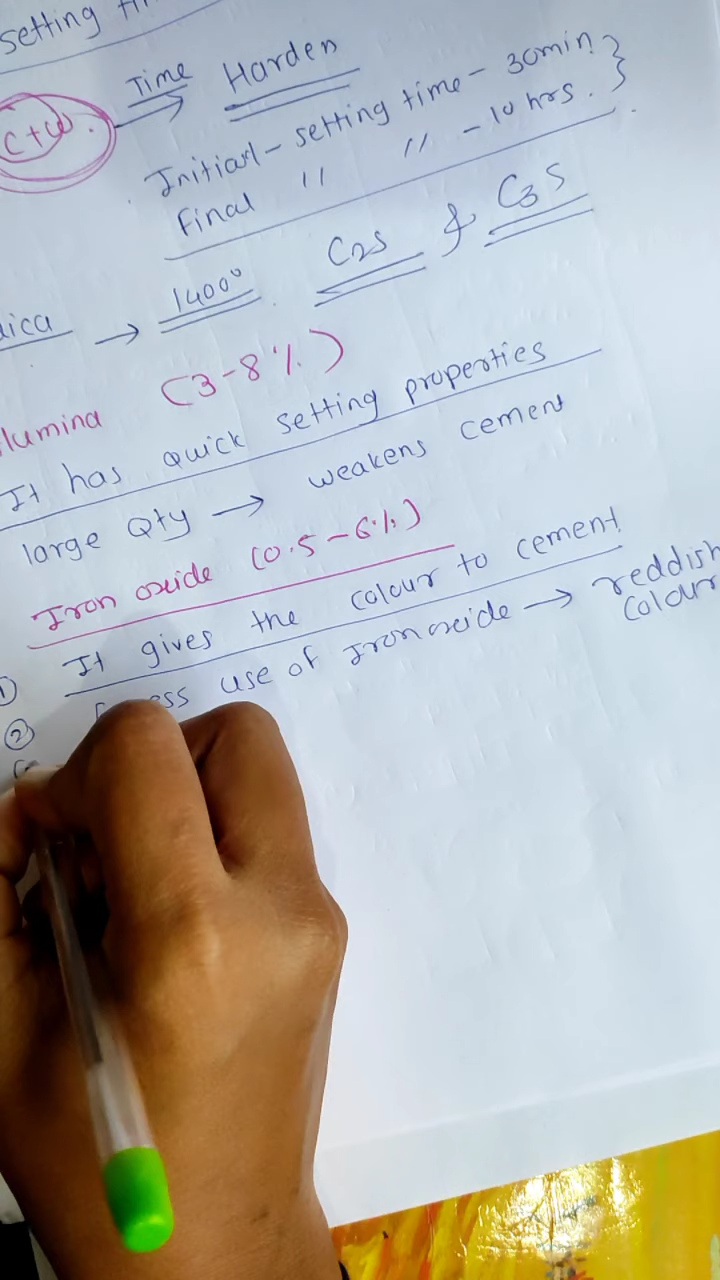 setting
C+W. Time → Harden
Initial - setting time - 30min
Final " " - 10 hrs.
→ 1400° C2S & C3S
lumina (3-8%)
It has quick setting properties
large Qty → weakens cement
Iron oxide (0.5-6%)
① It gives the colour to cement
② use of Iron oxide → reddish
colour